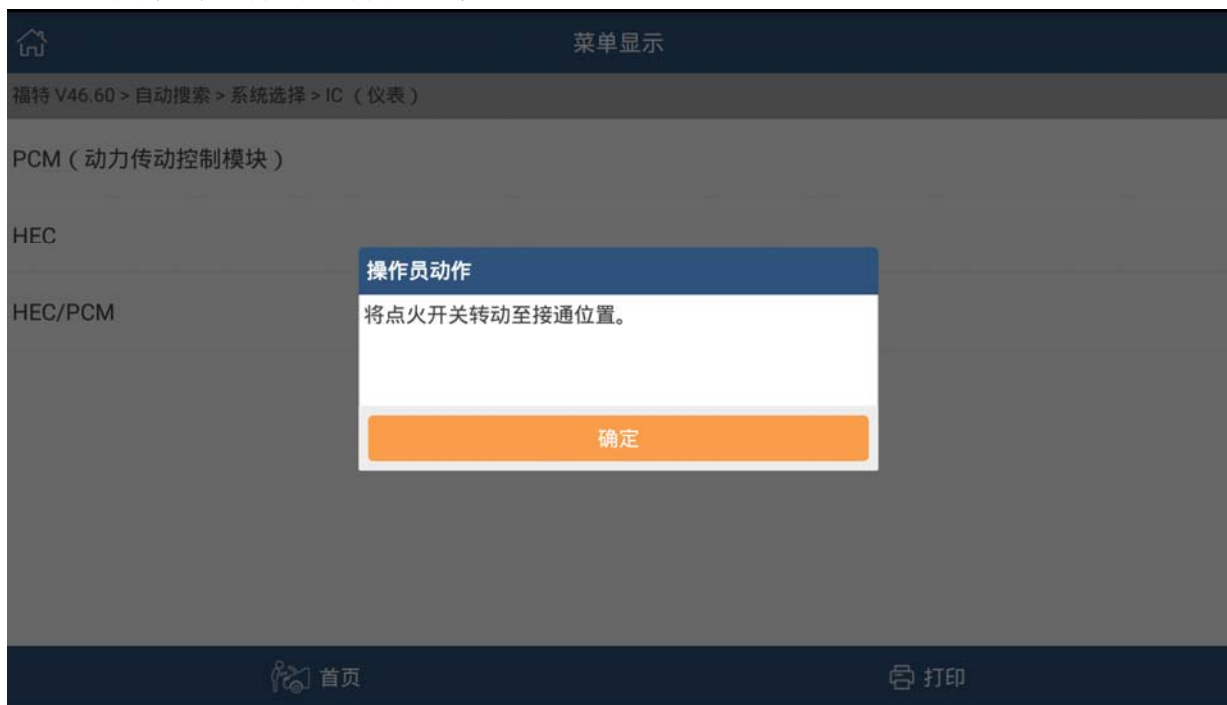 菜单显示
福特 V46.60 > 自动搜索 > 系统选择 > IC （ 仪表 ）
PCM（ 动力传动控制模块 ）
HEC
操作员动作
HEC/PCM
将点火开关转动至接通位置。
确定
首页
打印